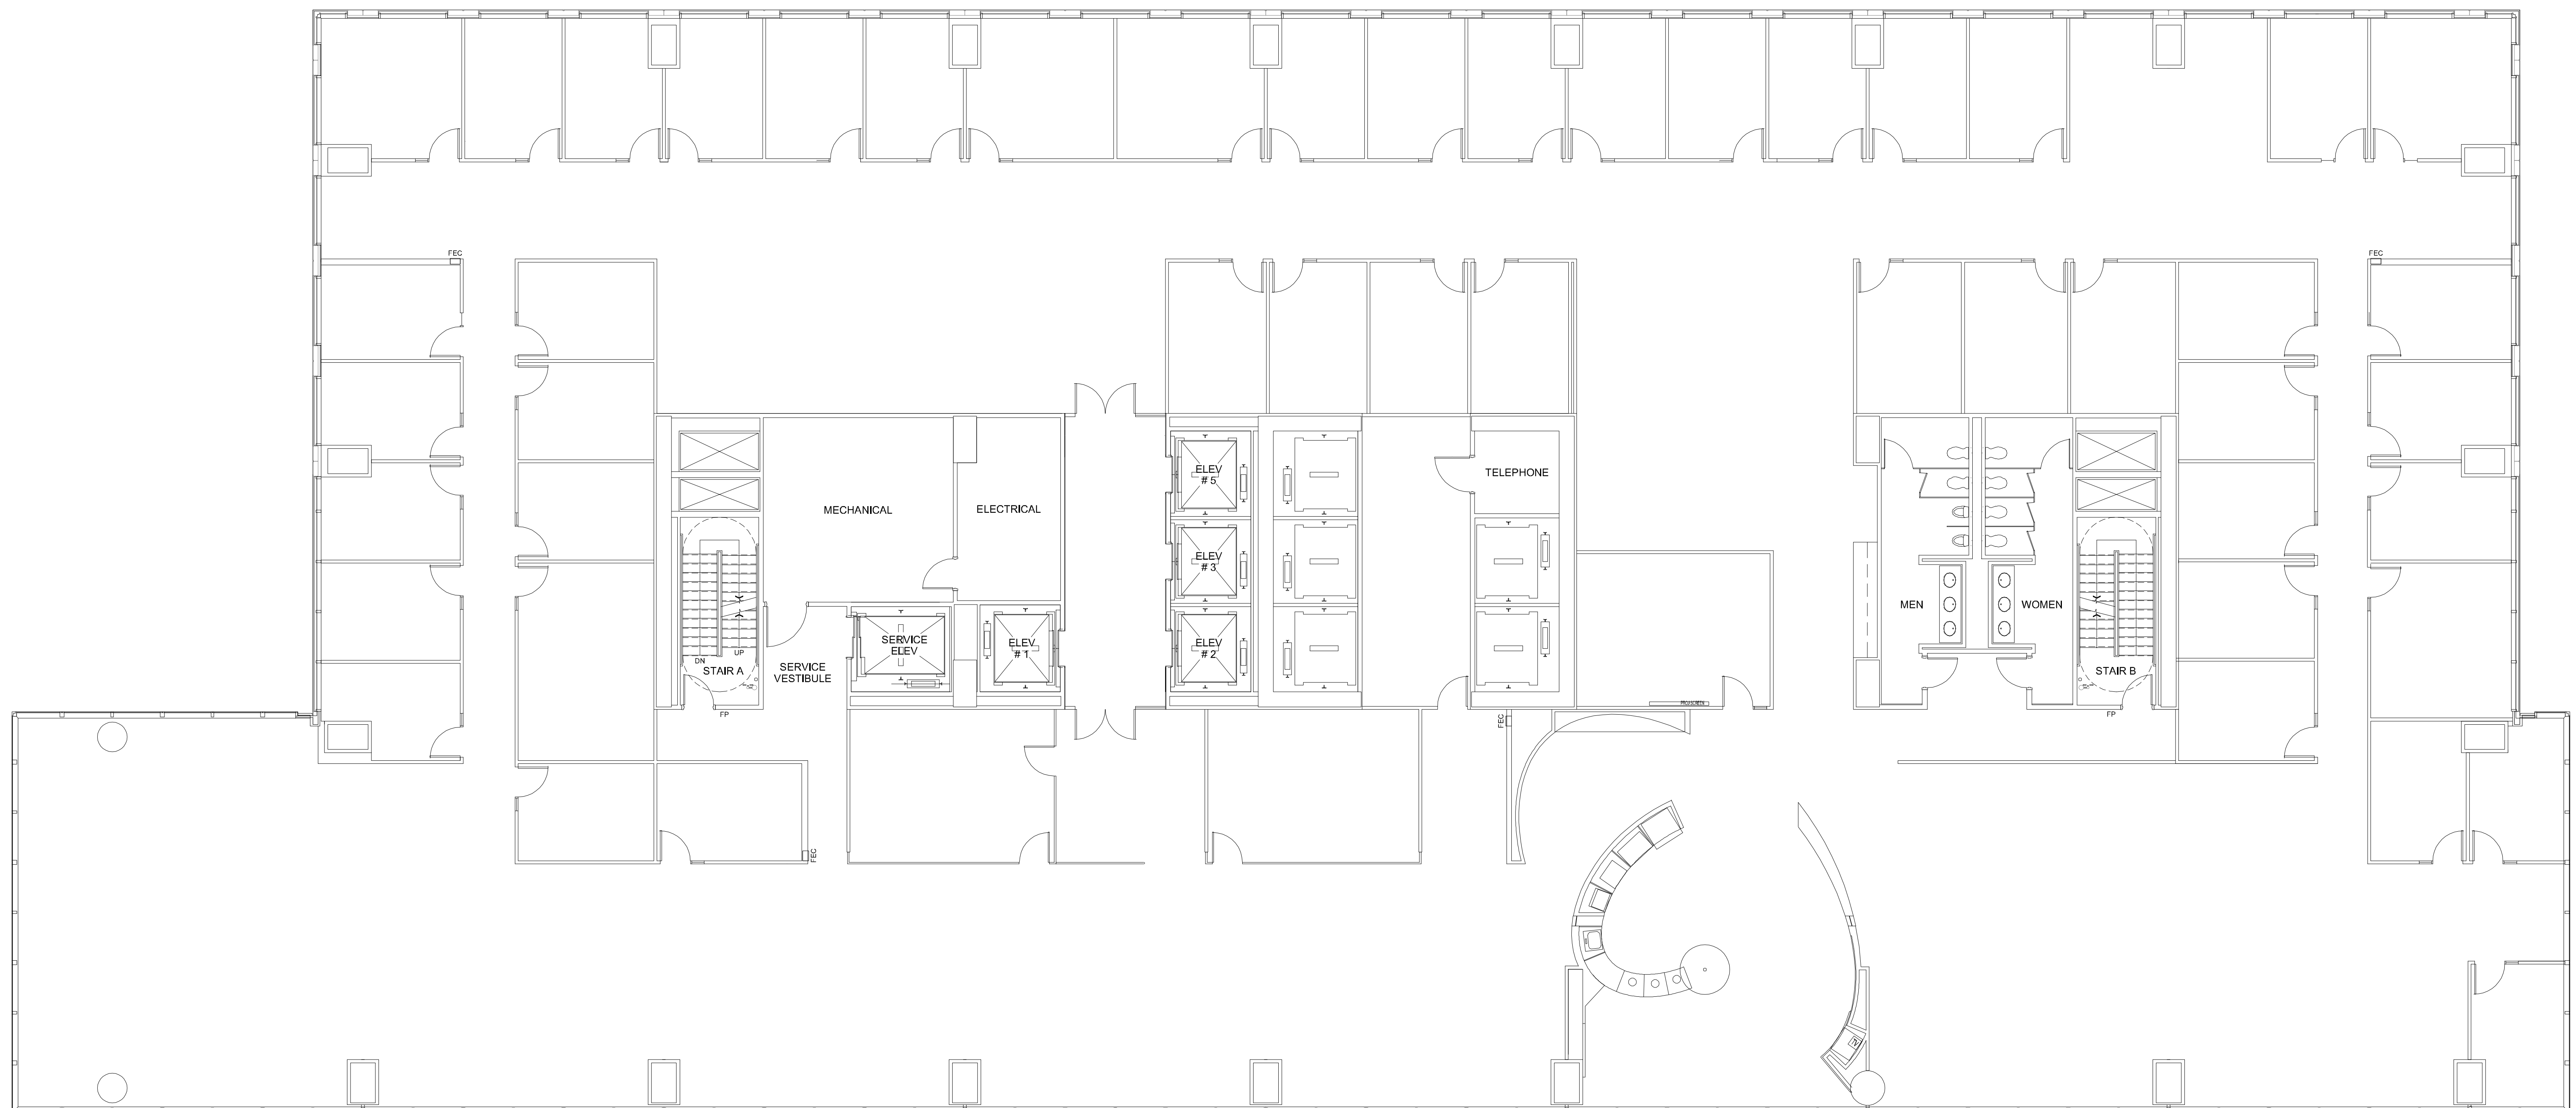 FEC
FEC
ELEV
# 5
TELEPHONE
MECHANICAL
ELECTRICAL
ELEV
# 3
MEN
WOMEN
SERVICE
ELEV
ELEV
# 1
ELEV
# 2
UP
DN
STAIR A
SERVICE
VESTIBULE
STAIR B
FP
FP
FEC
FEC
TV